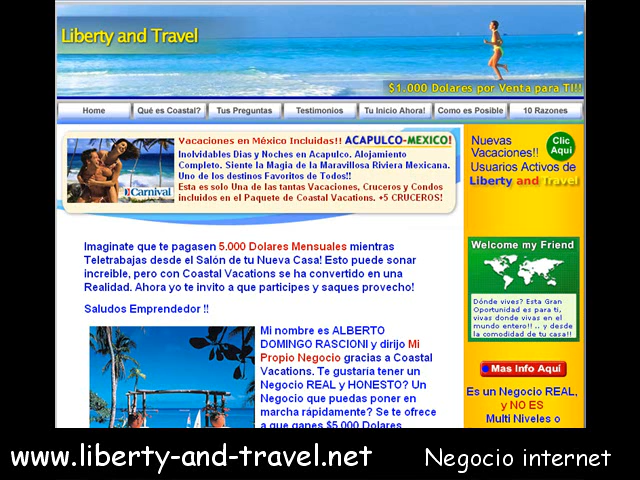 Liberty and Travel
$1,000 Dolares por Venta para TI!!
Home
Qué es Coastal?
Tus Preguntas
Testimonios
Tu Inicio Ahora!
Como es Posible
10 Razones
Vacaciones en México Incluidas!! ACAPULCO-MEXICO!
Inolvidables Dias y Noches en Acapulco. Alojamiento
Completo. Siente la Magia de la Maravillosa Riviera Mexicana.
Uno de los destinos Favoritos de Todos!!
Esta es solo Una de las tantas Vacaciones, Cruceros y Condos
incluidos en el Paquete de Coastal Vacations. +5 CRUCEROS!
Carnival
Nuevas
Vacaciones!!
Clic
Aqui
Usuarios Activos de
Liberty and Travel
Imaginate que te pagasen 5.000 Dolares Mensuales mientras
Teletrabajas desde el Salón de tu Nueva Casa! Esto puede sonar
increible, pero con Coastal Vacations se ha convertido en una
Realidad. Ahora yo te invito a que participes y saques provecho!
Saludos Emprendedor !!
Welcome my Friend
Dónde vives? Esta Gran
Oportunidad es para ti,
vivas donde vivas en el
mundo entero!! .. y desde
la comodidad de tu casa!!
Mi nombre es ALBERTO
DOMINGO RASCIONI y dirijo Mi
Propio Negocio gracias a Coastal
Vacations. Te gustaría tener un
Negocio REAL y HONESTO? Un
Negocio que puedas poner en
marcha rápidamente? Se te ofrece
a que ganes $5.000 Dolares
Mas Info Aquí
Es un Negocio REAL,
y NO ES
Multi Niveles o
www.liberty-and-travel.net
Negocio internet